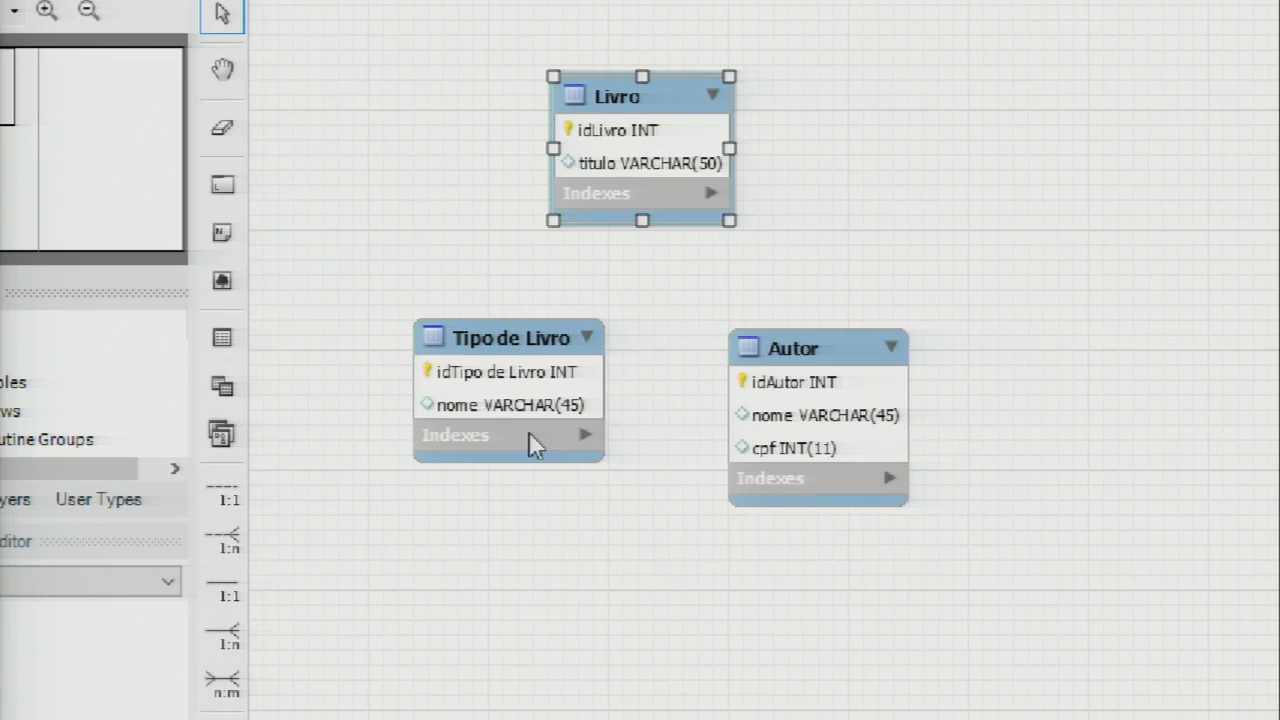 Livro
idLivro INT
titulo VARCHAR(50)
Indexes
Tipo de Livro
idTipo de Livro INT
nome VARCHAR(45)
Indexes
Autor
idAutor INT
nome VARCHAR(45)
cpf INT(11)
Indexes
oles
ws
utine Groups
yers User Types
ditor
1:1
1:n
1:1
1:n
n:m